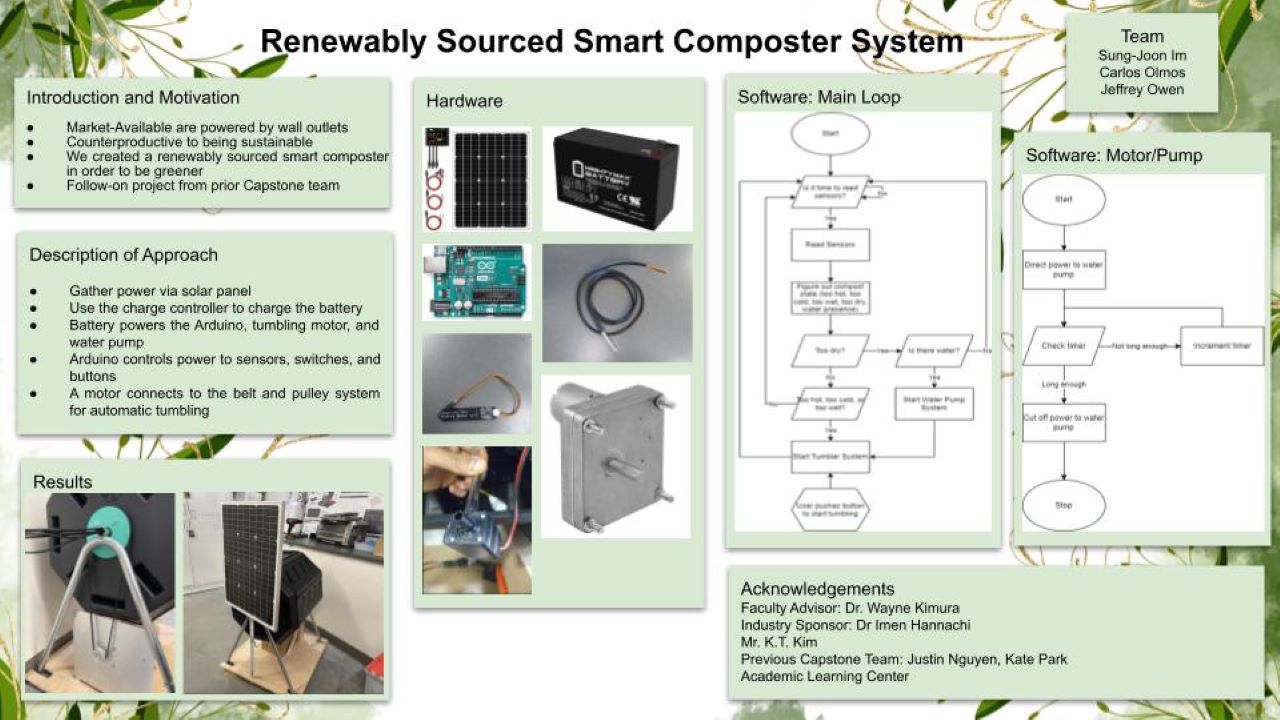 Renewably Sourced Smart Composter System
Team
Sung-Joon Im
Carlos Olmos
Jeffrey Owen
Introduction and Motivation
● Market-Available are powered by wall outlets
● Counterproductive to being sustainable
● We created a renewably sourced smart composter
in order to be greener
● Follow-on project from prior Capstone team
Description of Approach
● Gather power via solar panel
● Use the charge controller to charge the battery
● Battery powers the Arduino, tumbling motor, and
water pump
● Arduino controls power to sensors, switches, and
buttons
● A motor connects to the belt and pulley system
for automatic tumbling
Results
Hardware
MIGHTYMAX
BATTERY
Software: Main Loop
Start
Is it time to read
sensors?
Yes
Read Sensors
Figure out compost
state (too hot, too
cold, too wet, too dry,
water presence)
Too dry?
Yes
Is there water?
No
No
Yes
Too hot, too cold, or
too wet?
Start Water Pump
System
Yes
Start Tumbler System
User pushes button
to start tumbling
Software: Motor/Pump
Start
Direct power to water
pump
Check timer
Not long enough
Increment timer
Long enough
Cut off power to water
pump
Stop
Acknowledgements
Faculty Advisor: Dr. Wayne Kimura
Industry Sponsor: Dr Imen Hannachi
Mr. K.T. Kim
Previous Capstone Team: Justin Nguyen, Kate Park
Academic Learning Center